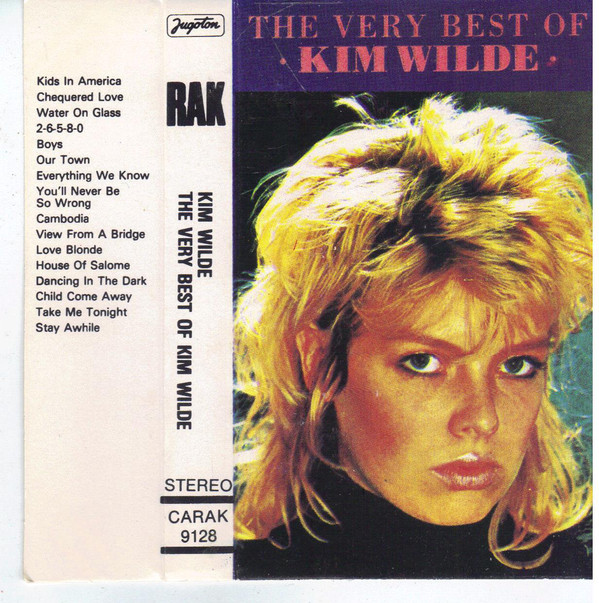 Kids In America
Chequered Love
Water On Glass
2-6-5-8-0
Boys
Our Town
Everything We Know
You'll Never Be
So Wrong
Cambodia
View From A Bridge
Love Blonde
House Of Salome
Dancing In The Dark
Child Come Away
Take Me Tonight
Stay Awhile
Jugoton
RAK
KIM WILDE
THE VERY BEST OF KIM WILDE
STEREO
CARAK
9128
THE VERY BEST OF
· KIM WILDE ·